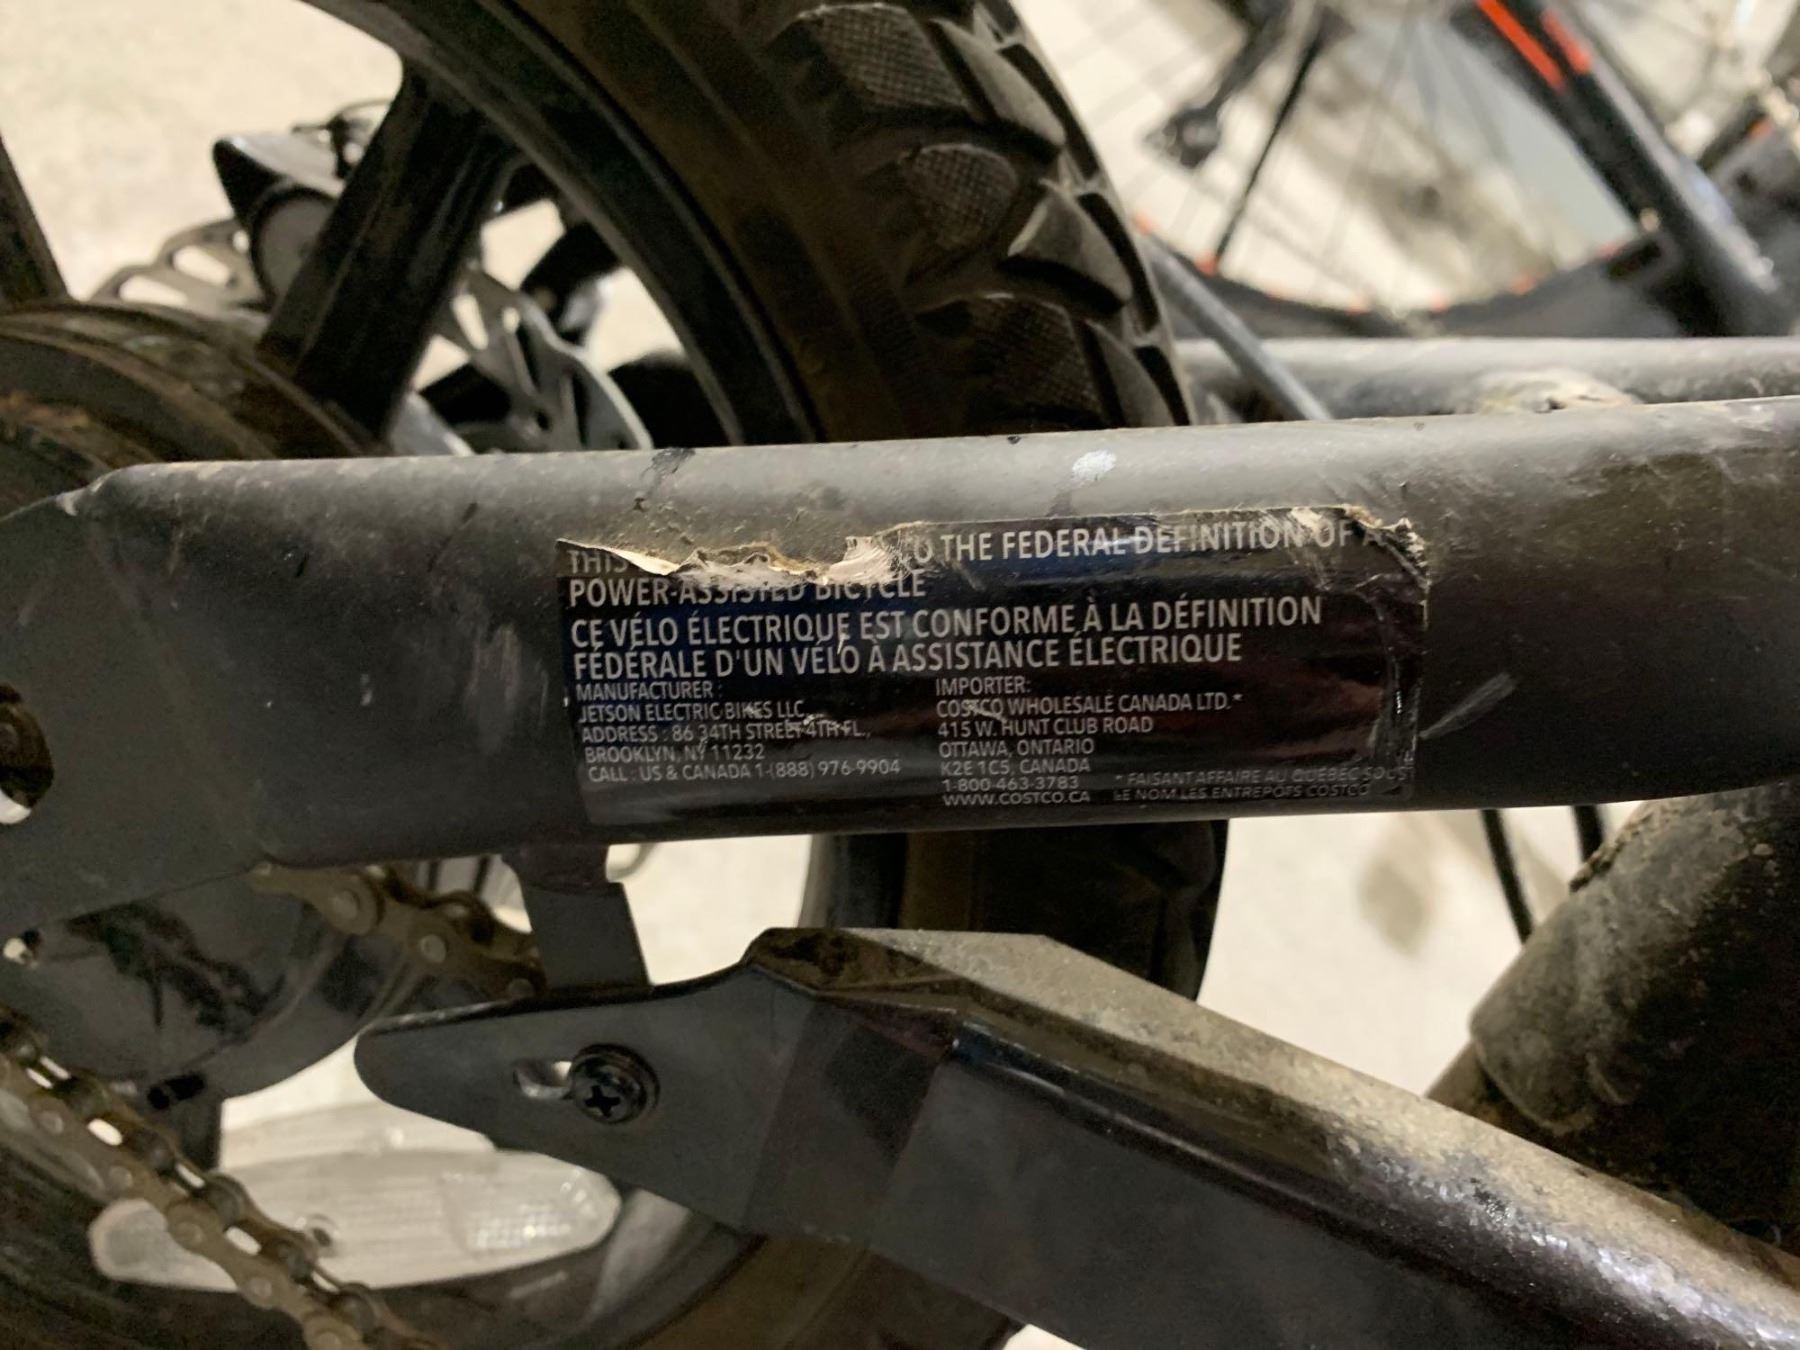 THIS TO THE FEDERAL DEFINITION OF
POWER-ASSISTED BICYCLE
CE VÉLO ÉLECTRIQUE EST CONFORME À LA DÉFINITION
FÉDÉRALE D'UN VÉLO À ASSISTANCE ÉLECTRIQUE
MANUFACTURER :
JETSON ELECTRIC BIKES LLC
ADDRESS : 86 34TH STREET 4TH FL.,
BROOKLYN, NY 11232
CALL : US & CANADA 1-(888) 976-9904
IMPORTER:
COSTCO WHOLESALE CANADA LTD.*
415 W. HUNT CLUB ROAD
OTTAWA, ONTARIO
K2E 1C5, CANADA
1-800-463-3783
WWW.COSTCO.CA
* FAISANT AFFAIRE AU QUÉBEC SOUS
LE NOM LES ENTREPÔTS COSTCO